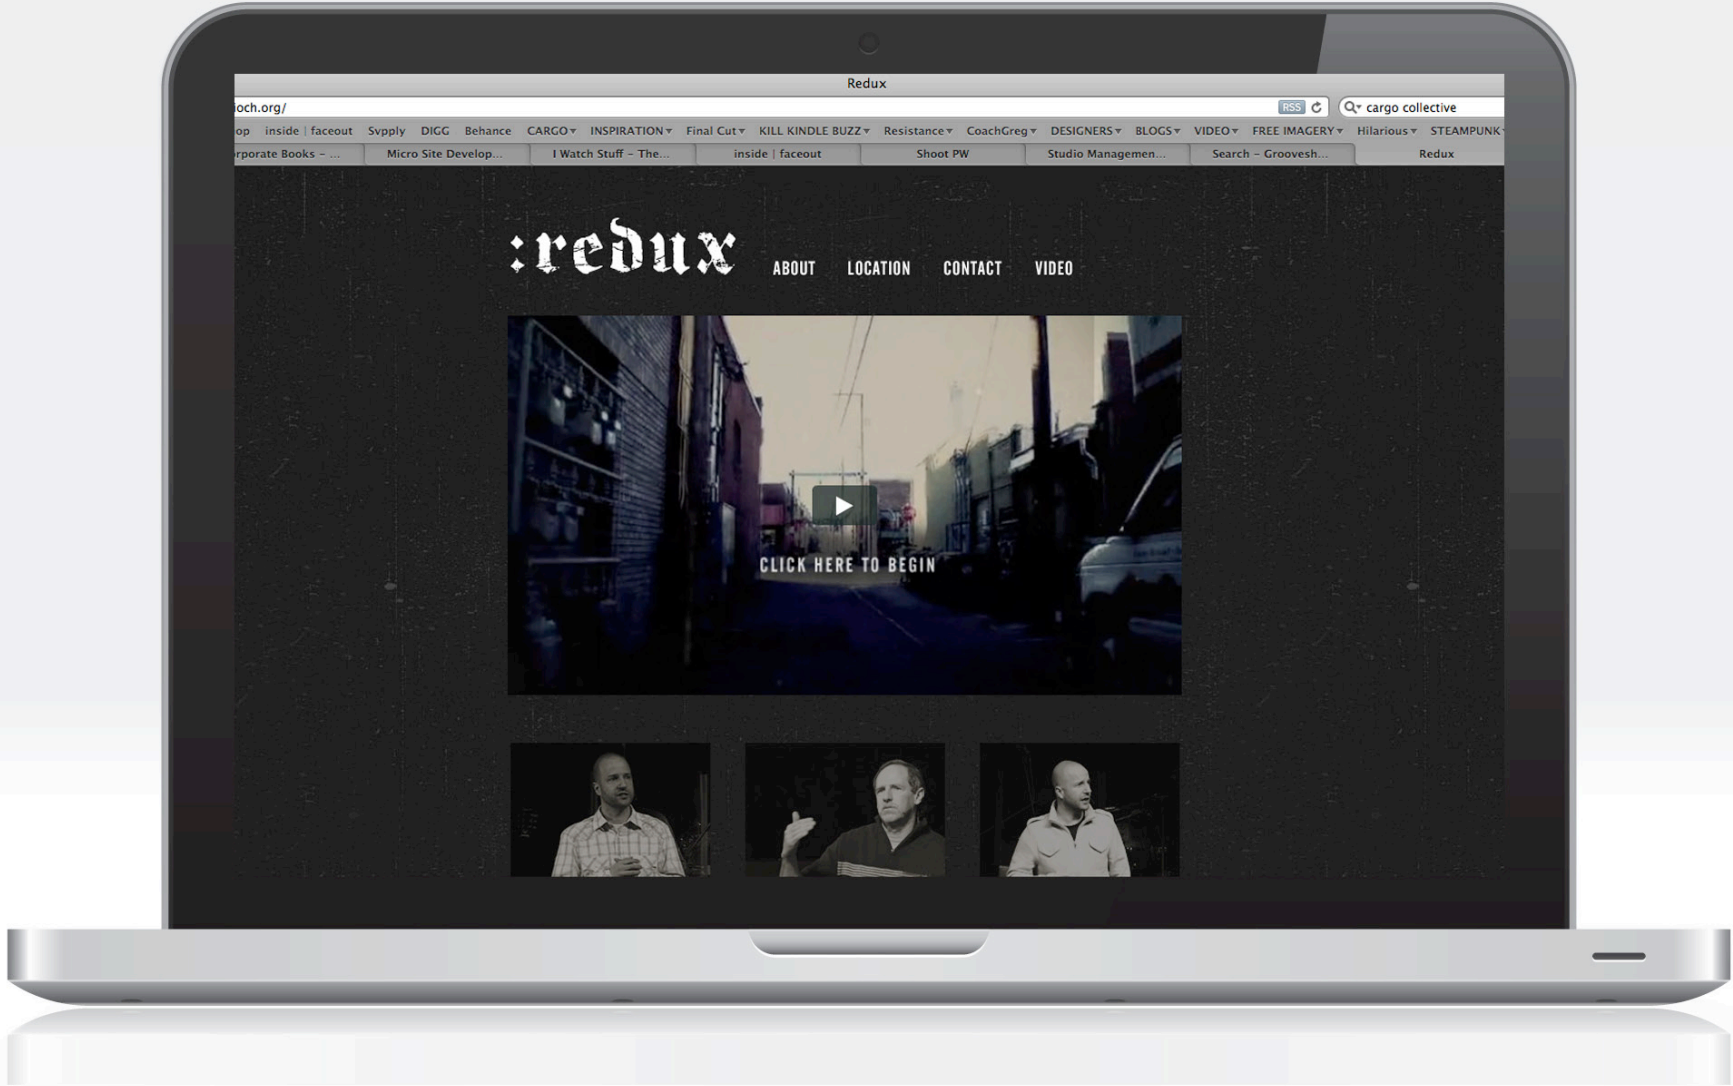 Redux
ioch.org/ RSS cargo collective
op inside | faceout Svpply DIGG Behance CARGO INSPIRATION Final Cut KILL KINDLE BUZZ Resistance CoachGreg DESIGNERS BLOGS VIDEO FREE IMAGERY Hilarious STEAMPUNK
rporate Books – ... Micro Site Develop... I Watch Stuff – The... inside | faceout Shoot PW Studio Managemen... Search – Groovesh... Redux
:redux ABOUT LOCATION CONTACT VIDEO
CLICK HERE TO BEGIN